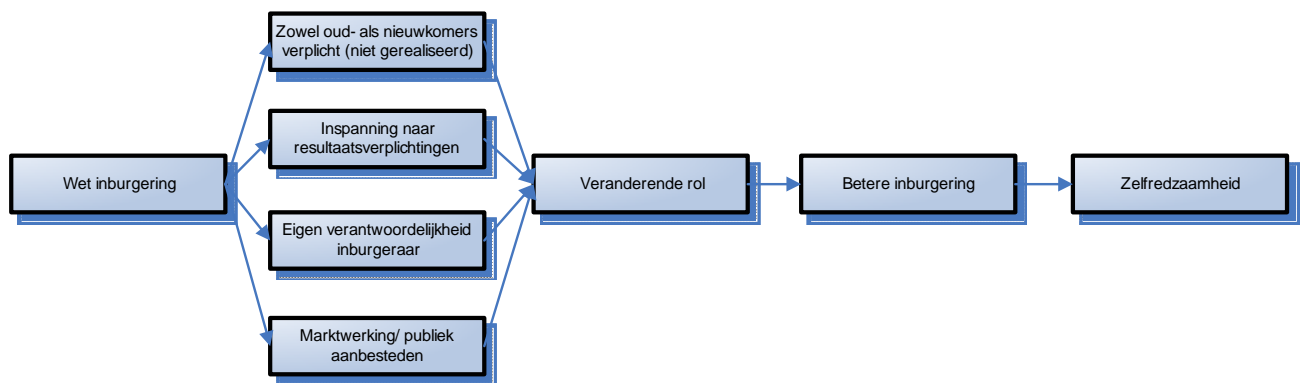 Zowel oud- als nieuwkomers
verplicht (niet gerealiseerd)
Inspanning naar
resultaatsverplichtingen
Wet inburgering
Veranderende rol
Betere inburgering
Zelfredzaamheid
Eigen verantwoordelijkheid
inburgeraar
Marktwerking/ publiek
aanbesteden